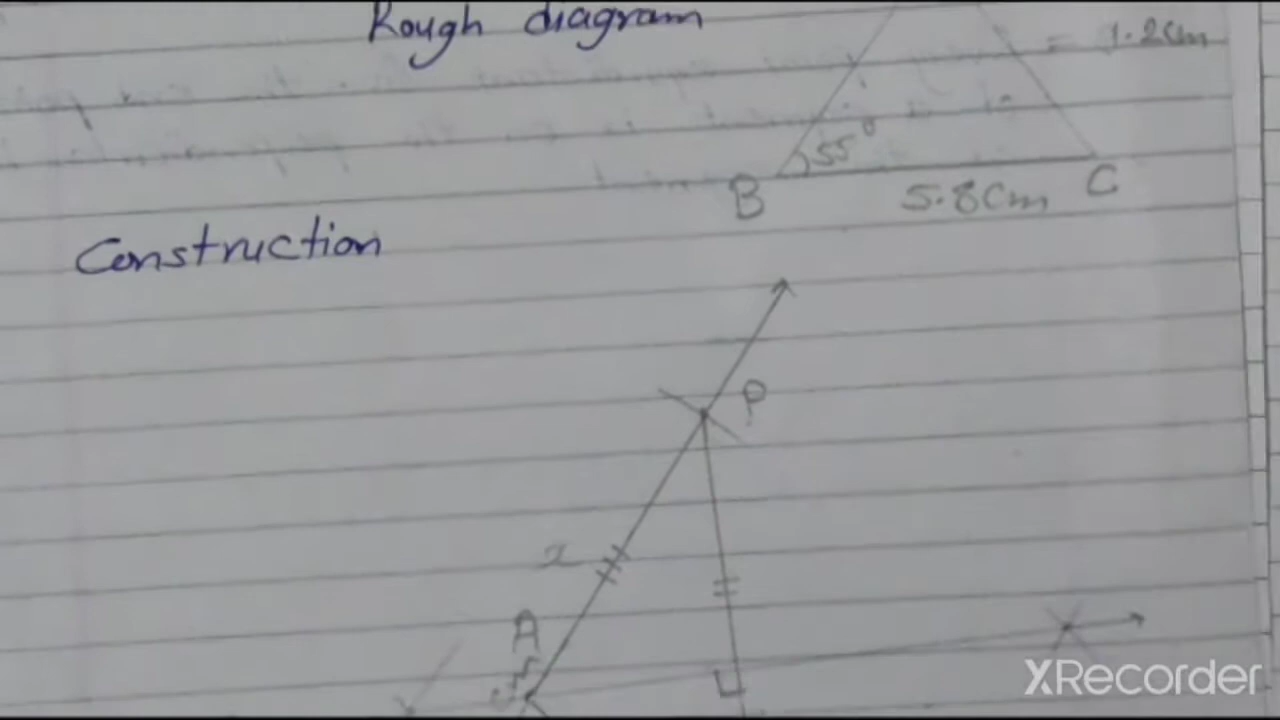 Rough diagram
= 1.2cm
55°
B
5.8cm
C
Construction
P
x
A
XRecorder